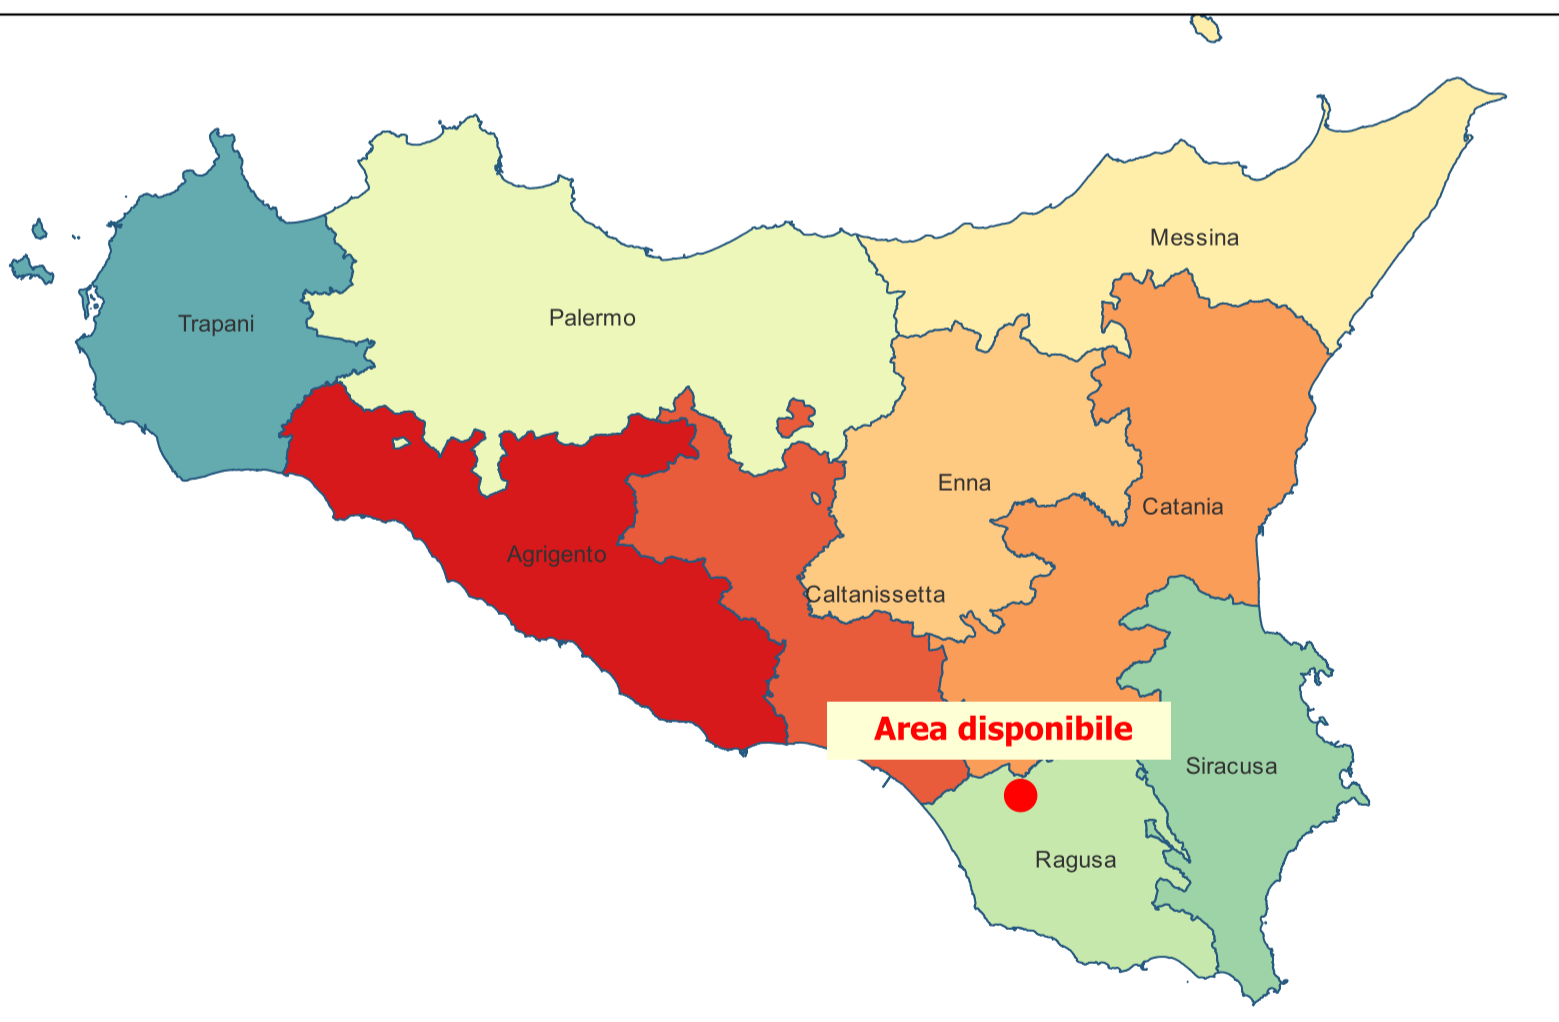 Messina
Palermo
Trapani
Enna
Catania
Agrigento
Caltanissetta
Area disponibile
Siracusa
Ragusa